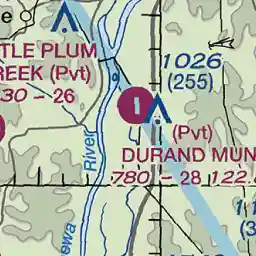 TLE PLUM
REEK (Pvt)
30 - 26
1026
(255)
(Pvt)
DURAND MUN
780 - 28 122.
River